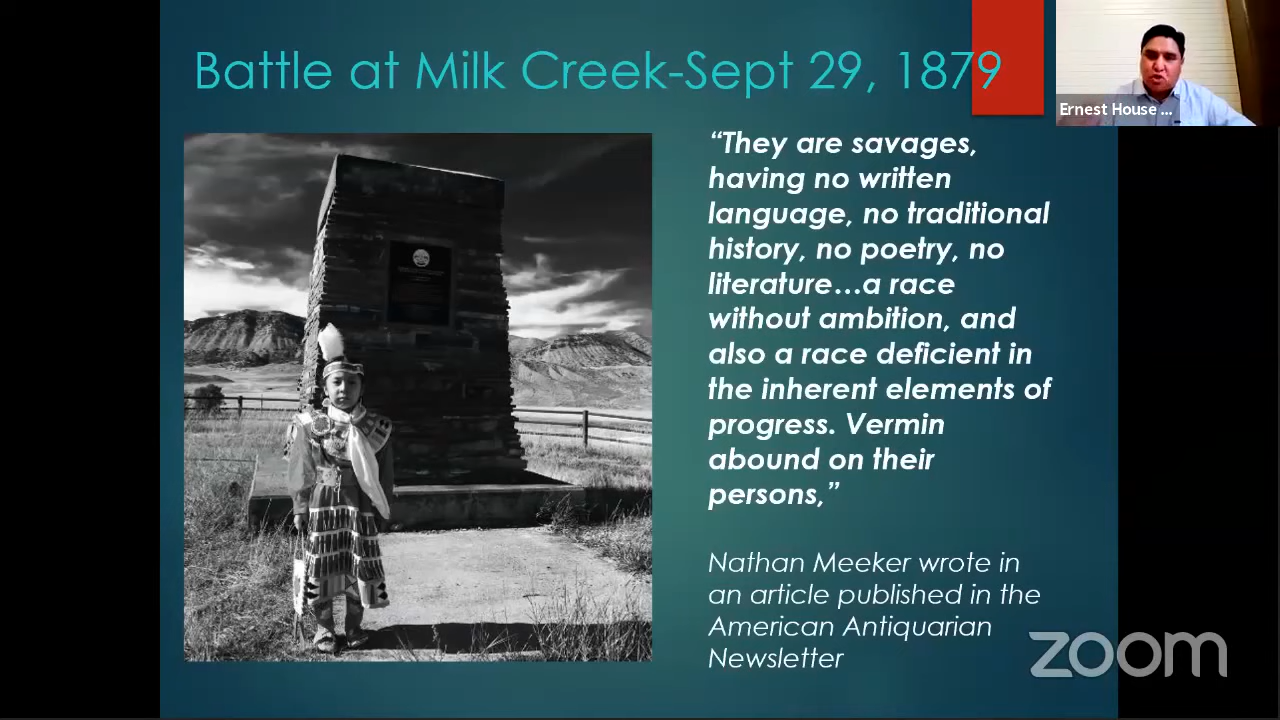 Battle at Milk Creek-Sept 29, 1879
Ernest House ...
“They are savages,
having no written
language, no traditional
history, no poetry, no
literature…a race
without ambition, and
also a race deficient in
the inherent elements of
progress. Vermin
abound on their
persons,”
Nathan Meeker wrote in
an article published in the
American Antiquarian
Newsletter
zoom